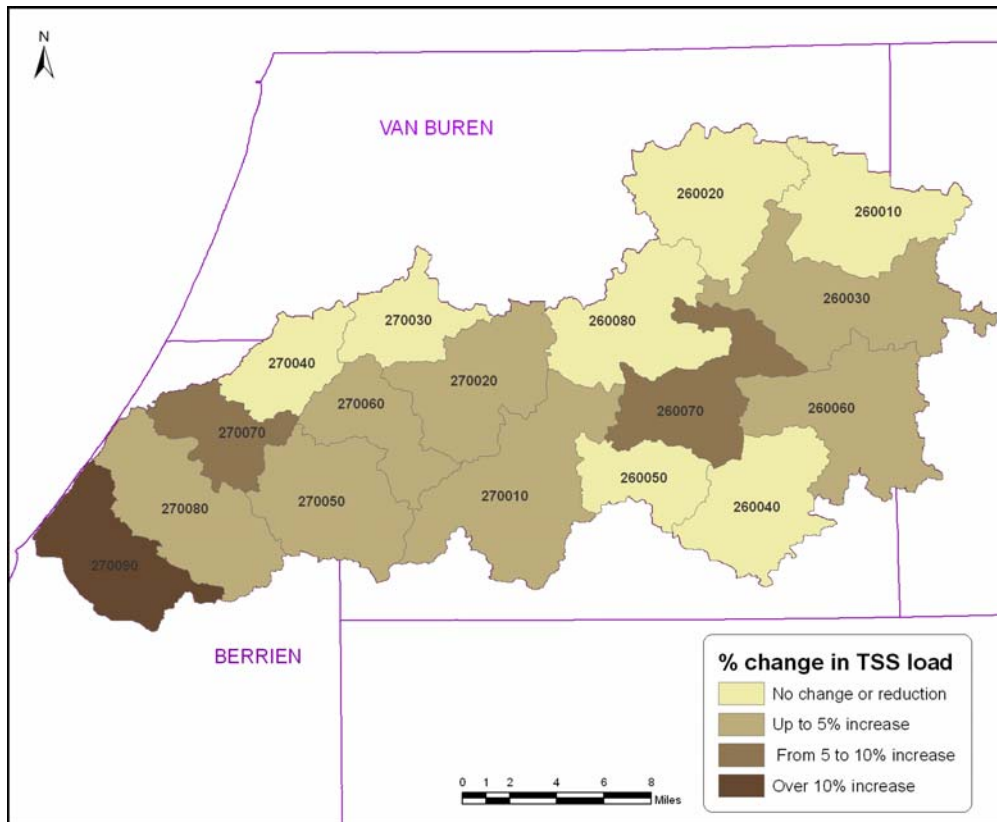 N
VAN BUREN
260020
260010
260030
270030
260080
270040
270020
270060
260070
260060
270070
260050
270010
270050
270080
260040
270090
BERRIEN
% change in TSS load
No change or reduction
Up to 5% increase
From 5 to 10% increase
Over 10% increase
0 1 2 4 6 8
Miles